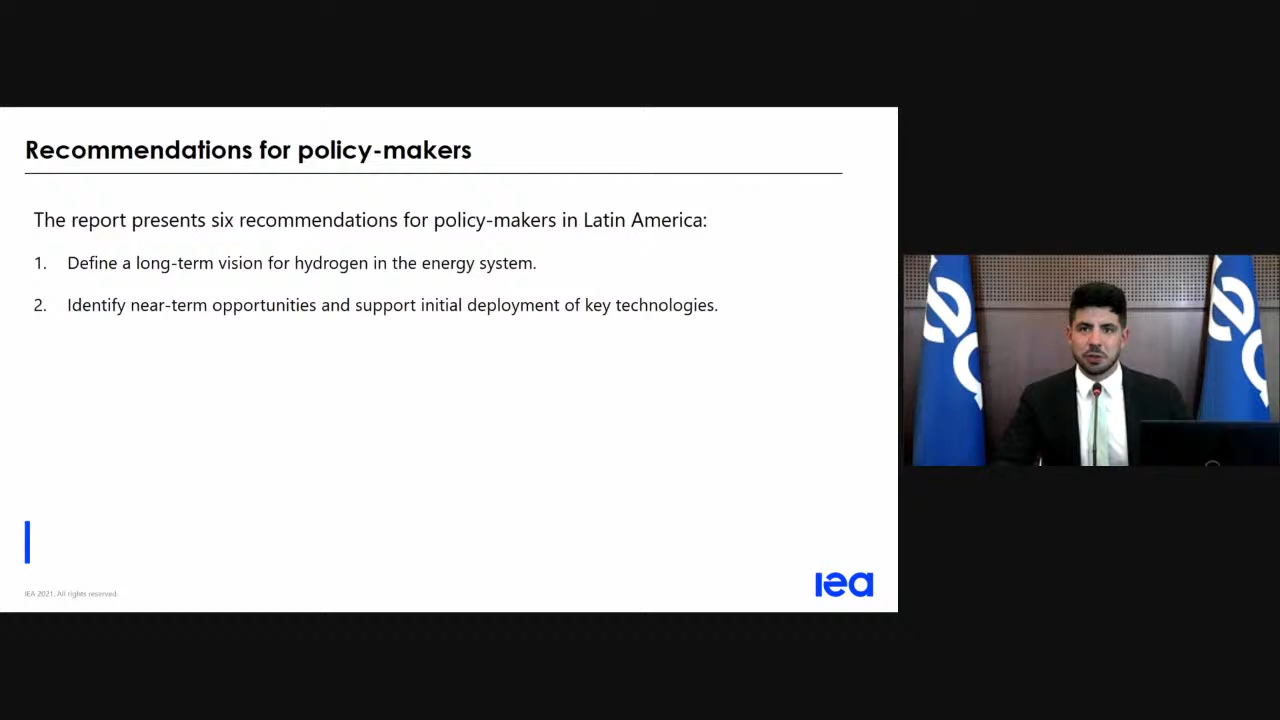 Recommendations for policy-makers
The report presents six recommendations for policy-makers in Latin America:
1. Define a long-term vision for hydrogen in the energy system.
2. Identify near-term opportunities and support initial deployment of key technologies.
IEA 2021. All rights reserved.
iea